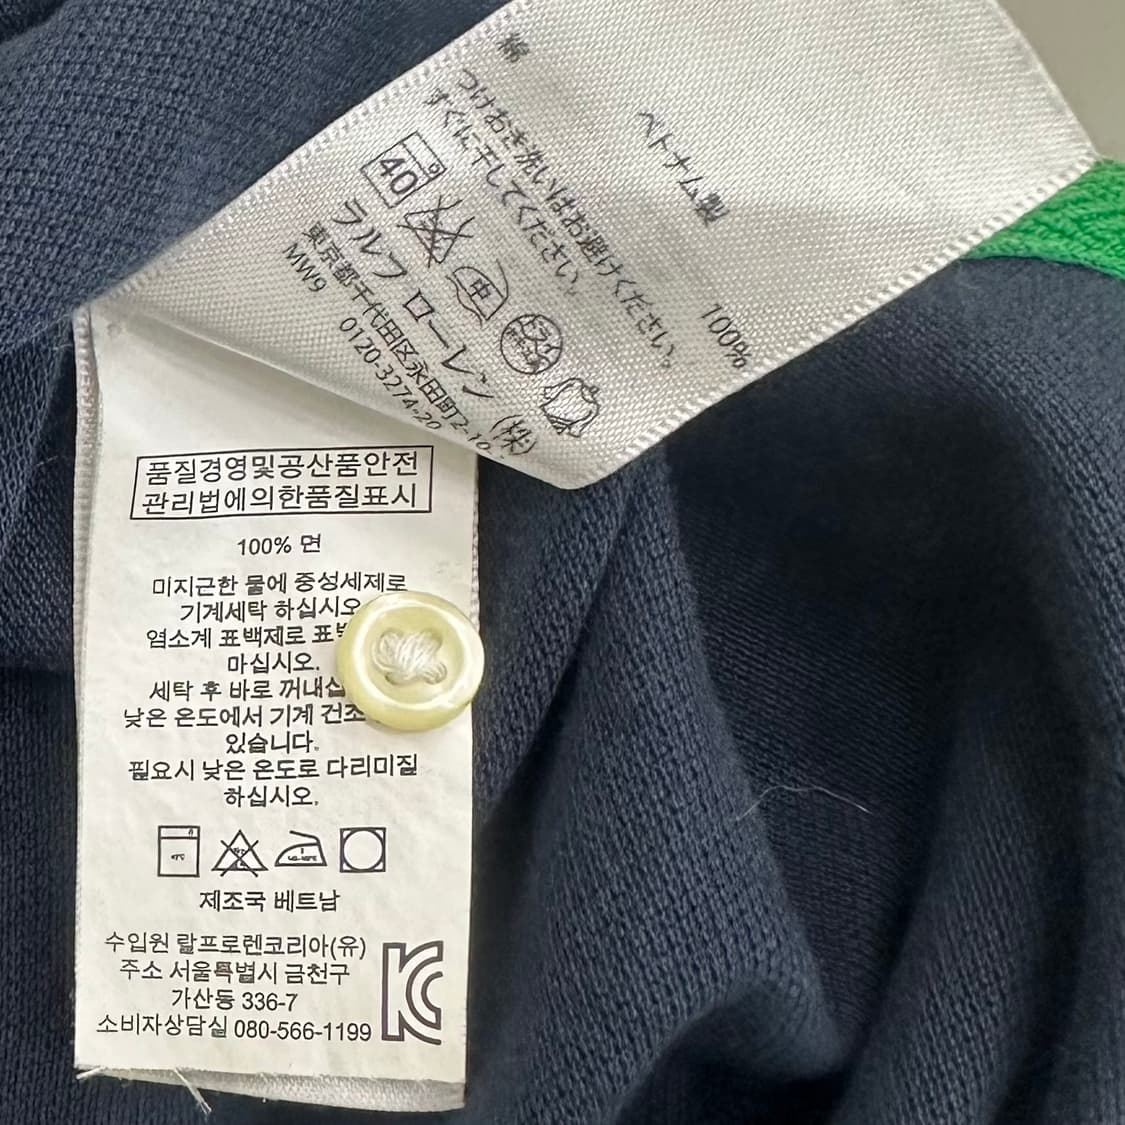 綿 100%
つけおき洗いはお避けください。
すぐに干してください。
ベトナム製
40
中
ラルフ ローレン (株)
東京都千代田区永田町2-10-
MW9
0120-3274-20
품질경영및공산품안전
관리법에의한품질표시
100% 면
미지근한 물에 중성세제로
기계세탁 하십시오
염소계 표백제로
마십시오.
세탁 후 바로
낮은 온도에서 기계
있습니다.
필요시 낮은 온도로 다리미질
하십시오.
제조국 베트남
수입원 랄프로렌코리아(유)
주소 서울특별시 금천구
가산동 336-7
소비자상담실 080-566-1199